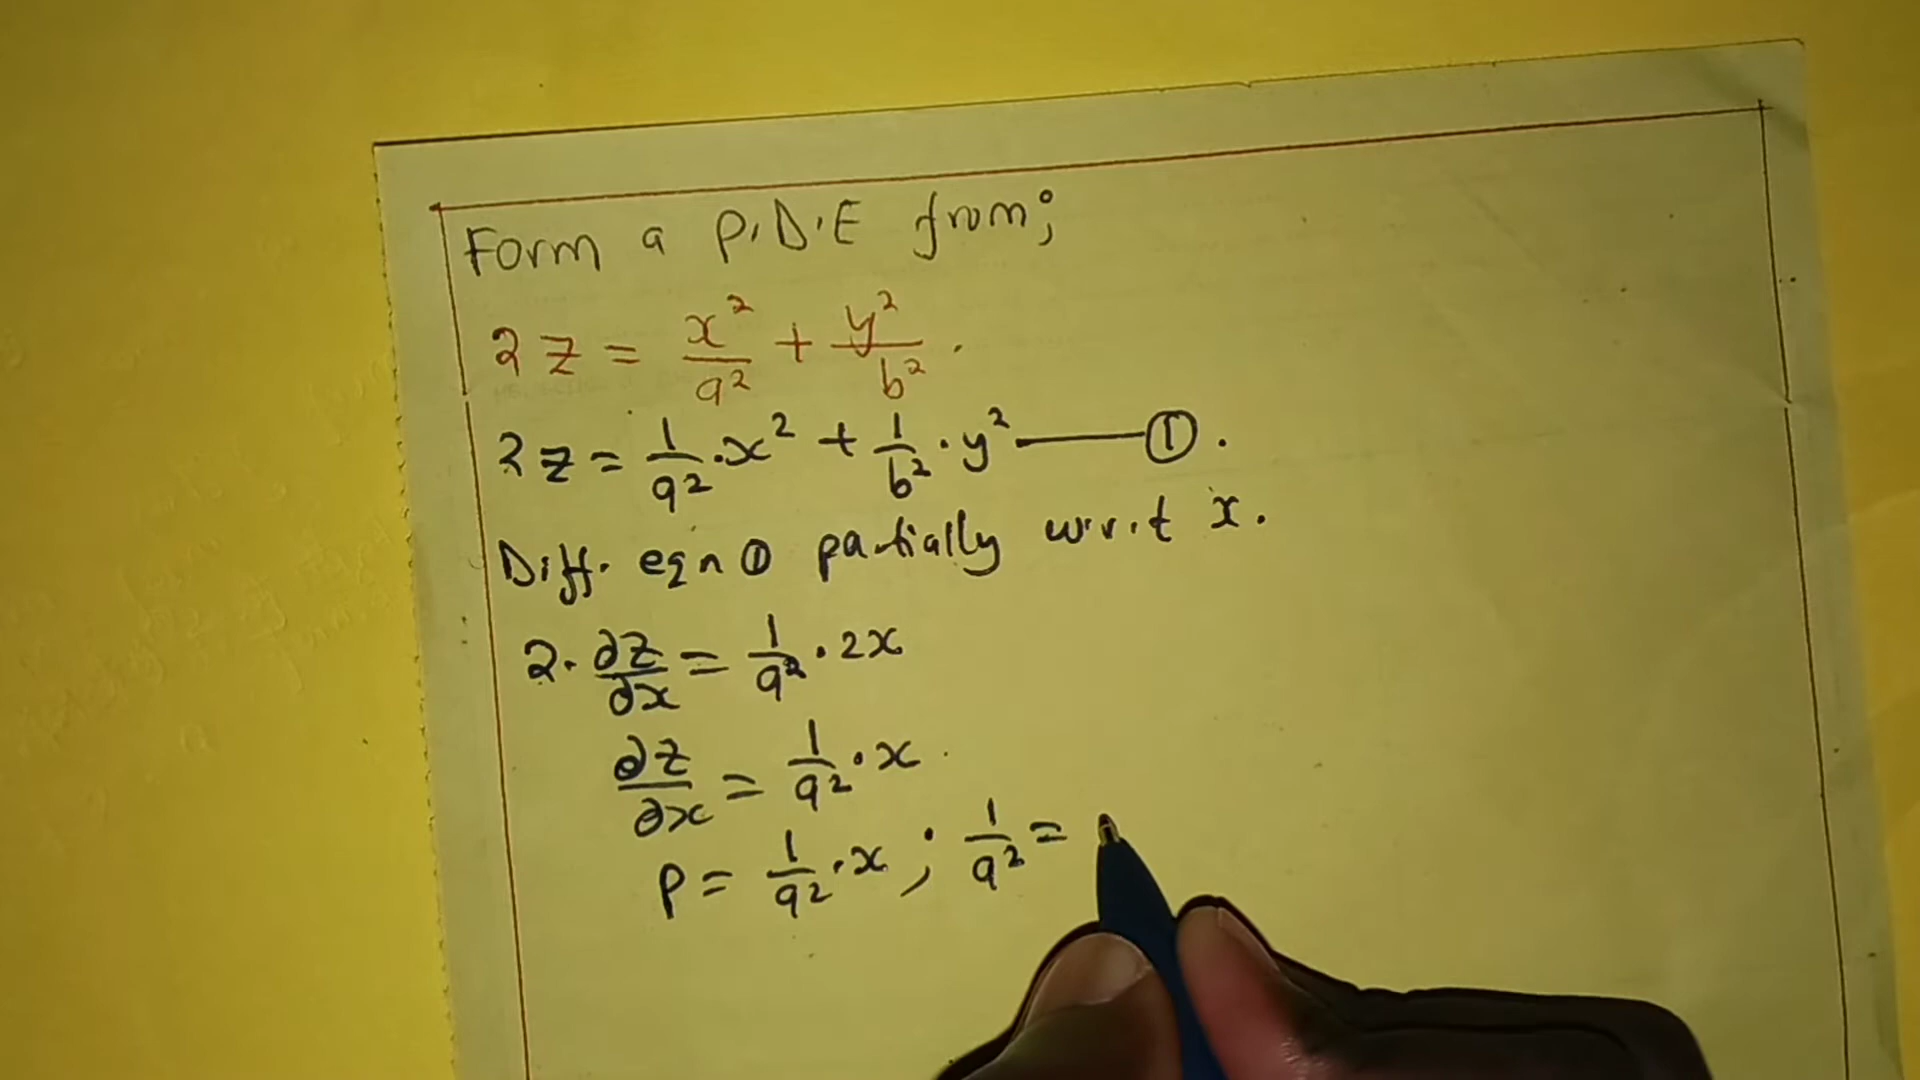 Form a P.D.E from;
2z = x²/a² + y²/b².
2z = 1/a² · x² + 1/b² · y² —— ①.
Diff. eqn ① partially w.r.t x.
2· ∂z/∂x = 1/a² · 2x
∂z/∂x = 1/a² · x
p = 1/a² · x ; 1/a² =